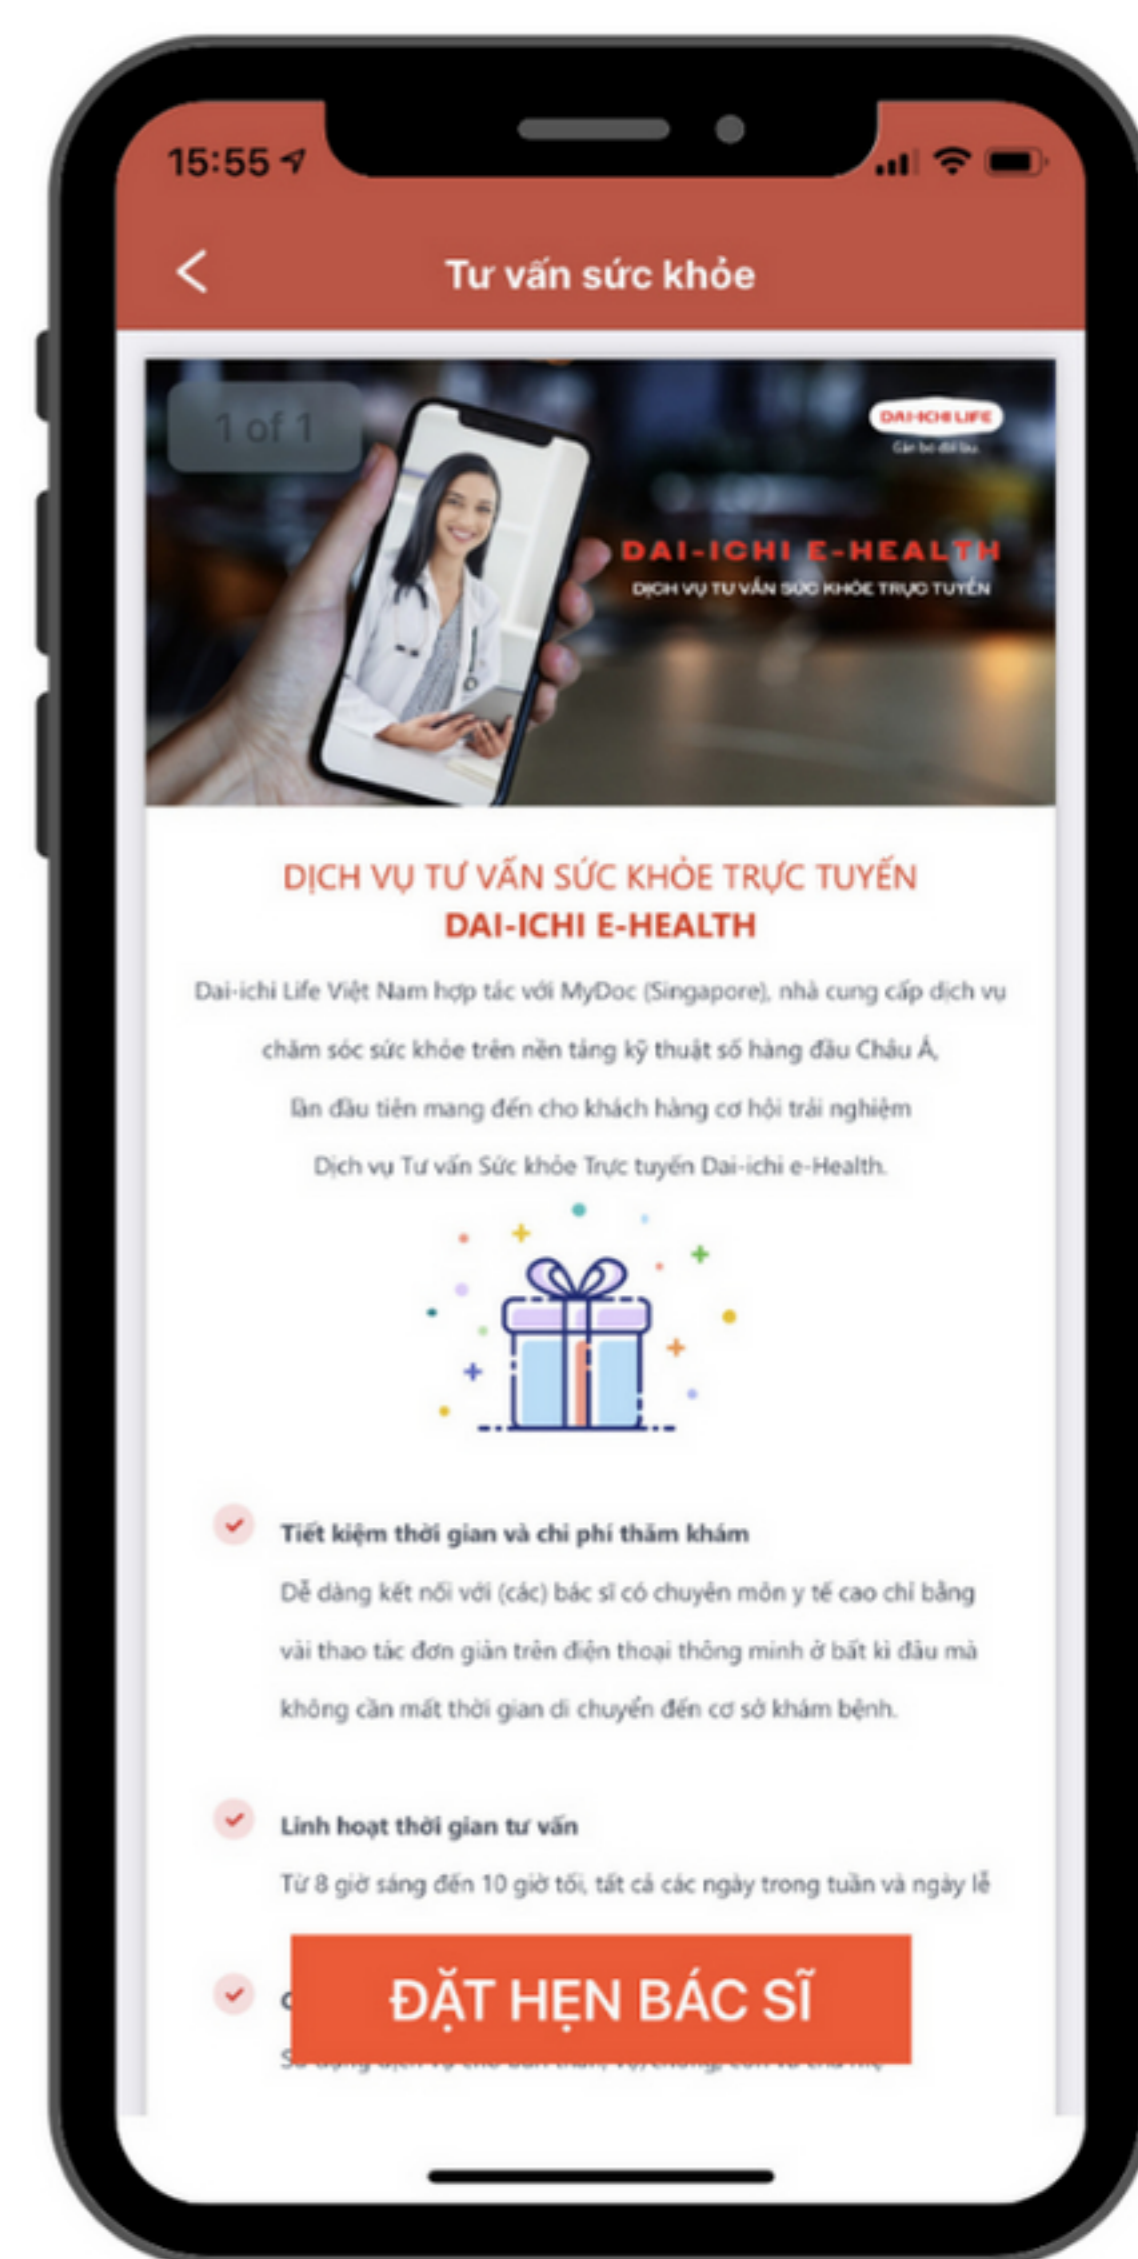 15:55
Tư vấn sức khỏe
1 of 1
DAI-ICHI LIFE
Gắn bó dài lâu.
DAI-ICHI E-HEALTH
DỊCH VỤ TƯ VẤN SỨC KHỎE TRỰC TUYẾN
DỊCH VỤ TƯ VẤN SỨC KHỎE TRỰC TUYẾN
DAI-ICHI E-HEALTH
Dai-ichi Life Việt Nam hợp tác với MyDoc (Singapore), nhà cung cấp dịch vụ
chăm sóc sức khỏe trên nền tảng kỹ thuật số hàng đầu Châu Á,
lần đầu tiên mang đến cho khách hàng cơ hội trải nghiệm
Dịch vụ Tư vấn Sức khỏe Trực tuyến Dai-ichi e-Health.
Tiết kiệm thời gian và chi phí thăm khám
Dễ dàng kết nối với (các) bác sĩ có chuyên môn y tế cao chỉ bằng
vài thao tác đơn giản trên điện thoại thông minh ở bất kì đâu mà
không cần mất thời gian di chuyển đến cơ sở khám bệnh.
Linh hoạt thời gian tư vấn
Từ 8 giờ sáng đến 10 giờ tối, tất cả các ngày trong tuần và ngày lễ
ĐẶT HẸN BÁC SĨ